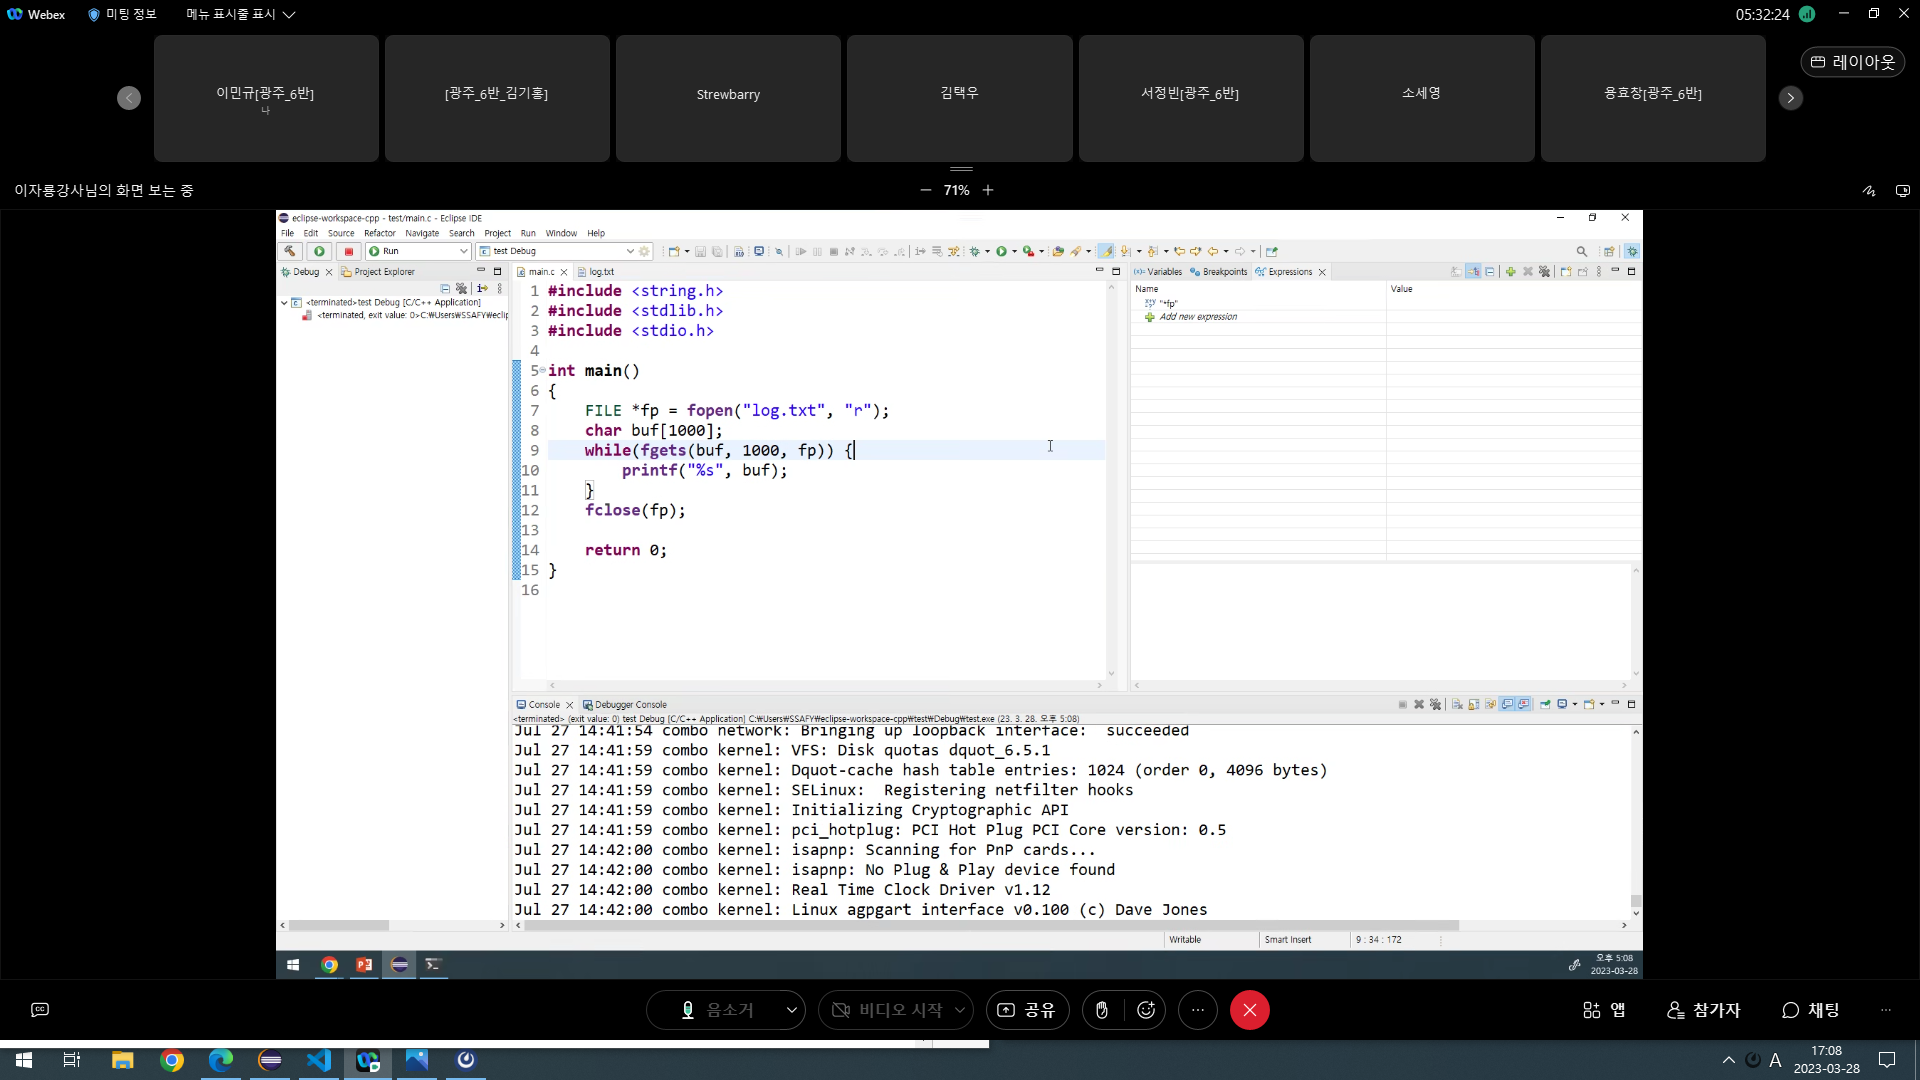 Webex
미팅 정보
메뉴 표시줄 표시
05:32:24
이민규[광주_6반]
나
[광주_6반_김기홍]
Strewbarry
김택우
서정빈[광주_6반]
소세영
용효창[광주_6반]
레이아웃
이자룡강사님의 화면 보는 중
71%
eclipse-workspace-cpp - test/main.c - Eclipse IDE
File Edit Source Refactor Navigate Search Project Run Window Help
Run
test Debug
Debug
Project Explorer
<terminated>test Debug [C/C++ Application]
<terminated, exit value: 0>C:₩Users₩SSAFY₩eclip
main.c
log.txt
1 #include <string.h>
2 #include <stdlib.h>
3 #include <stdio.h>
4
5 int main()
6 {
7 FILE *fp = fopen("log.txt", "r");
8 char buf[1000];
9 while(fgets(buf, 1000, fp)) {
10 printf("%s", buf);
11 }
12 fclose(fp);
13
14 return 0;
15 }
16
Variables
Breakpoints
Expressions
Name Value
"*fp"
Add new expression
Console
Debugger Console
<terminated> (exit value: 0) test Debug [C/C++ Application] C:₩Users₩SSAFY₩eclipse-workspace-cpp₩test₩Debug₩test.exe (23. 3. 28. 오후 5:08)
Jul 27 14:41:54 combo network: Bringing up loopback interface:  succeeded
Jul 27 14:41:59 combo kernel: VFS: Disk quotas dquot_6.5.1
Jul 27 14:41:59 combo kernel: Dquot-cache hash table entries: 1024 (order 0, 4096 bytes)
Jul 27 14:41:59 combo kernel: SELinux:  Registering netfilter hooks
Jul 27 14:41:59 combo kernel: Initializing Cryptographic API
Jul 27 14:41:59 combo kernel: pci_hotplug: PCI Hot Plug PCI Core version: 0.5
Jul 27 14:42:00 combo kernel: isapnp: Scanning for PnP cards...
Jul 27 14:42:00 combo kernel: isapnp: No Plug & Play device found
Jul 27 14:42:00 combo kernel: Real Time Clock Driver v1.12
Jul 27 14:42:00 combo kernel: Linux agpgart interface v0.100 (c) Dave Jones
Writable
Smart Insert
9 : 34 : 172
오후 5:08
2023-03-28
음소거
비디오 시작
공유
앱
참가자
채팅
A
17:08
2023-03-28